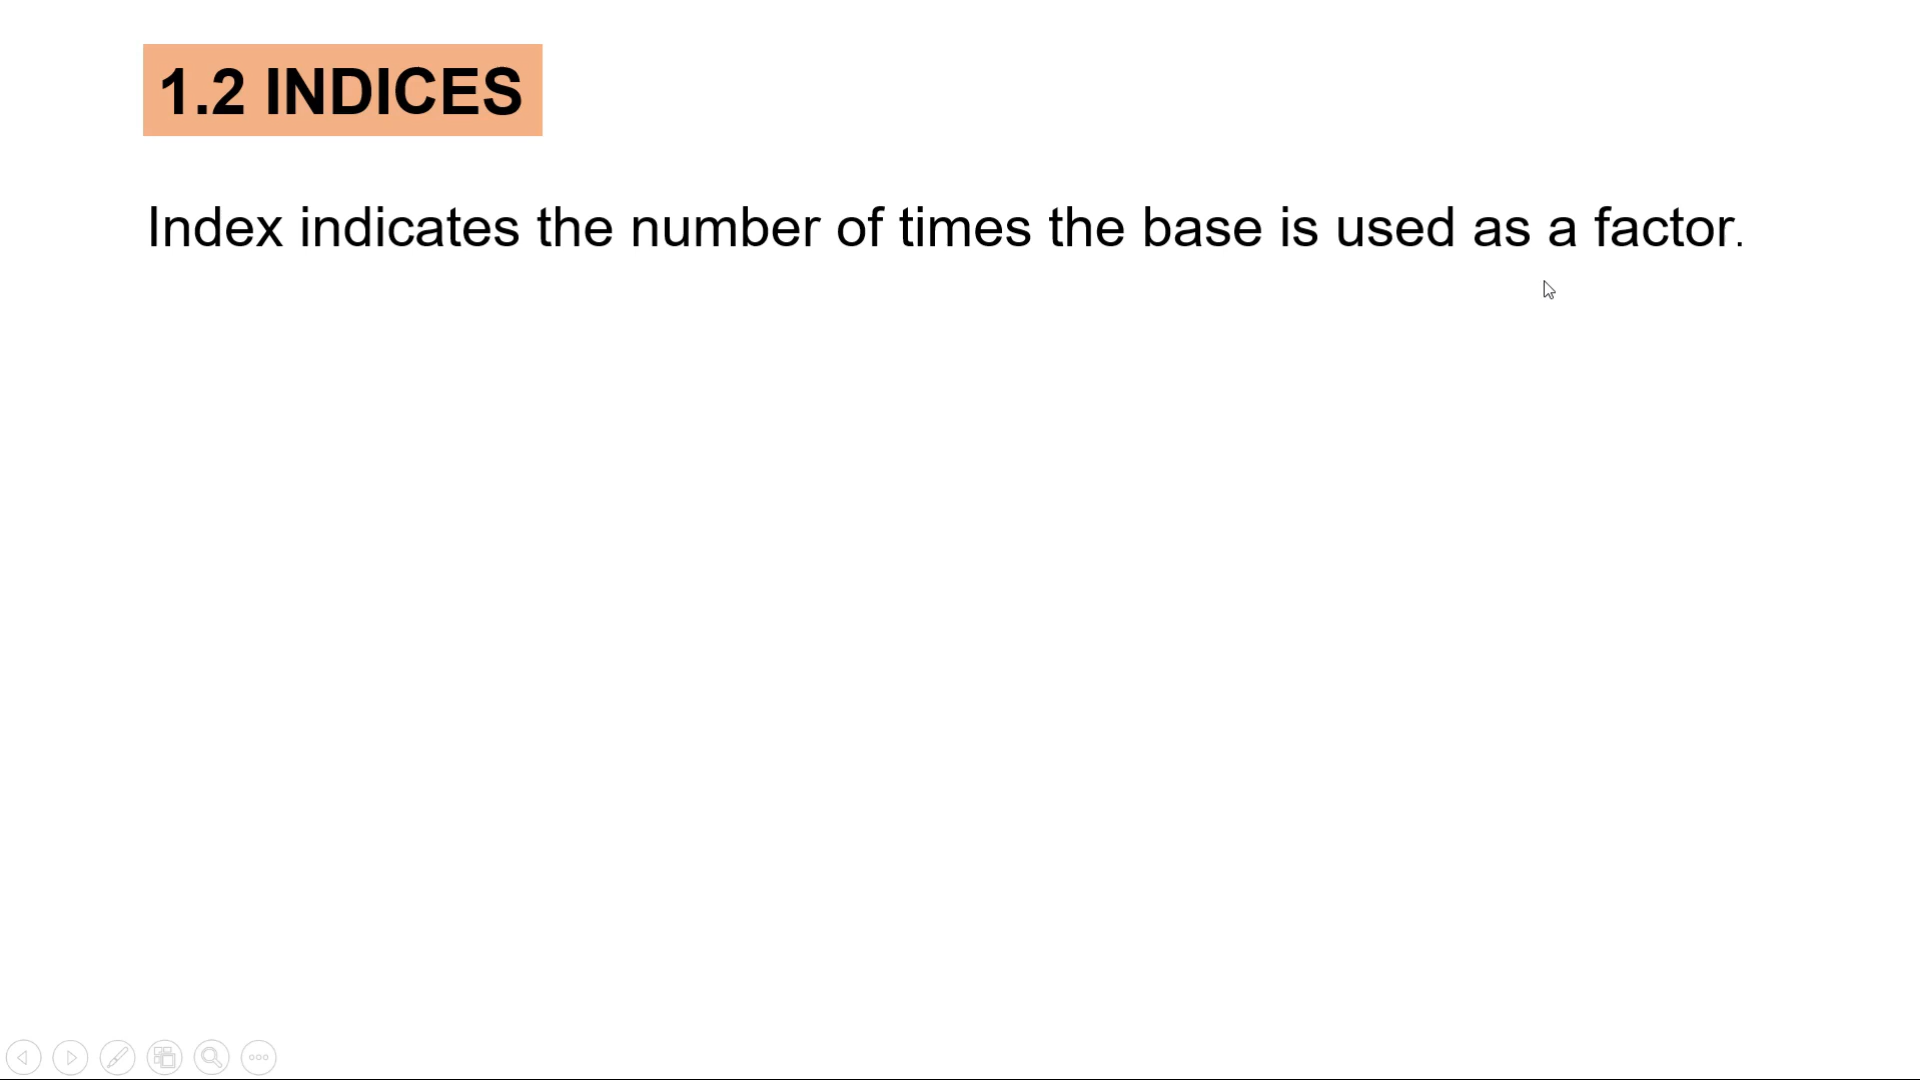 1.2 INDICES
Index indicates the number of times the base is used as a factor.